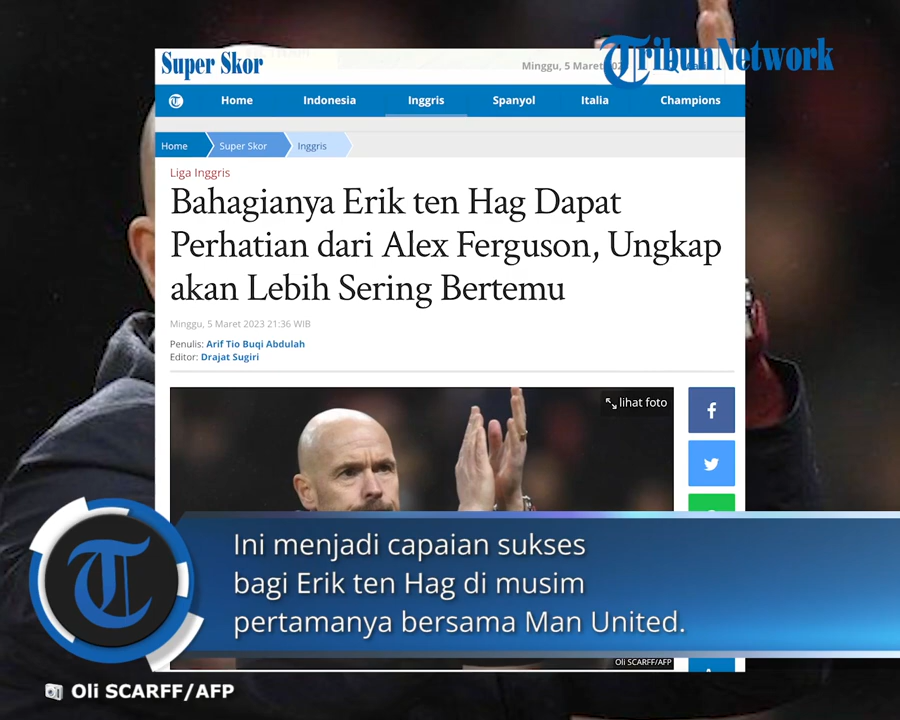 Super Skor
Minggu, 5 Maret
Tribun Network
Home
Indonesia
Inggris
Spanyol
Italia
Champions
Home
Super Skor
Inggris
Liga Inggris
Bahagianya Erik ten Hag Dapat
Perhatian dari Alex Ferguson, Ungkap
akan Lebih Sering Bertemu
Minggu, 5 Maret 2023 21:36 WIB
Penulis: Arif Tio Buqi Abdulah
Editor: Drajat Sugiri
lihat foto
Ini menjadi capaian sukses
bagi Erik ten Hag di musim
pertamanya bersama Man United.
Oli SCARFF/AFP
Oli SCARFF/AFP